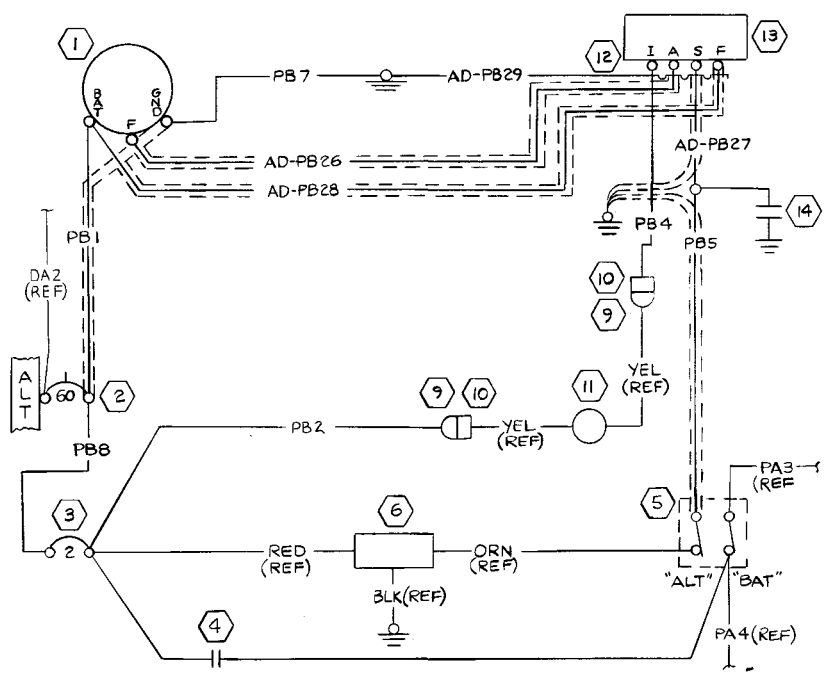 1
BAT
GND
F
PB7
AD-PB29
12
I A S F
13
AD-PB26
AD-PB28
AD-PB27
14
PB1
PB4
PB5
DA2
(REF)
10
9
ALT
60
2
9
10
11
YEL
(REF)
PB2
YEL
(REF)
PB8
3
2
6
5
PA3
(REF
RED
(REF)
ORN
(REF)
BLK(REF)
"ALT"
"BAT"
4
PA4(REF)